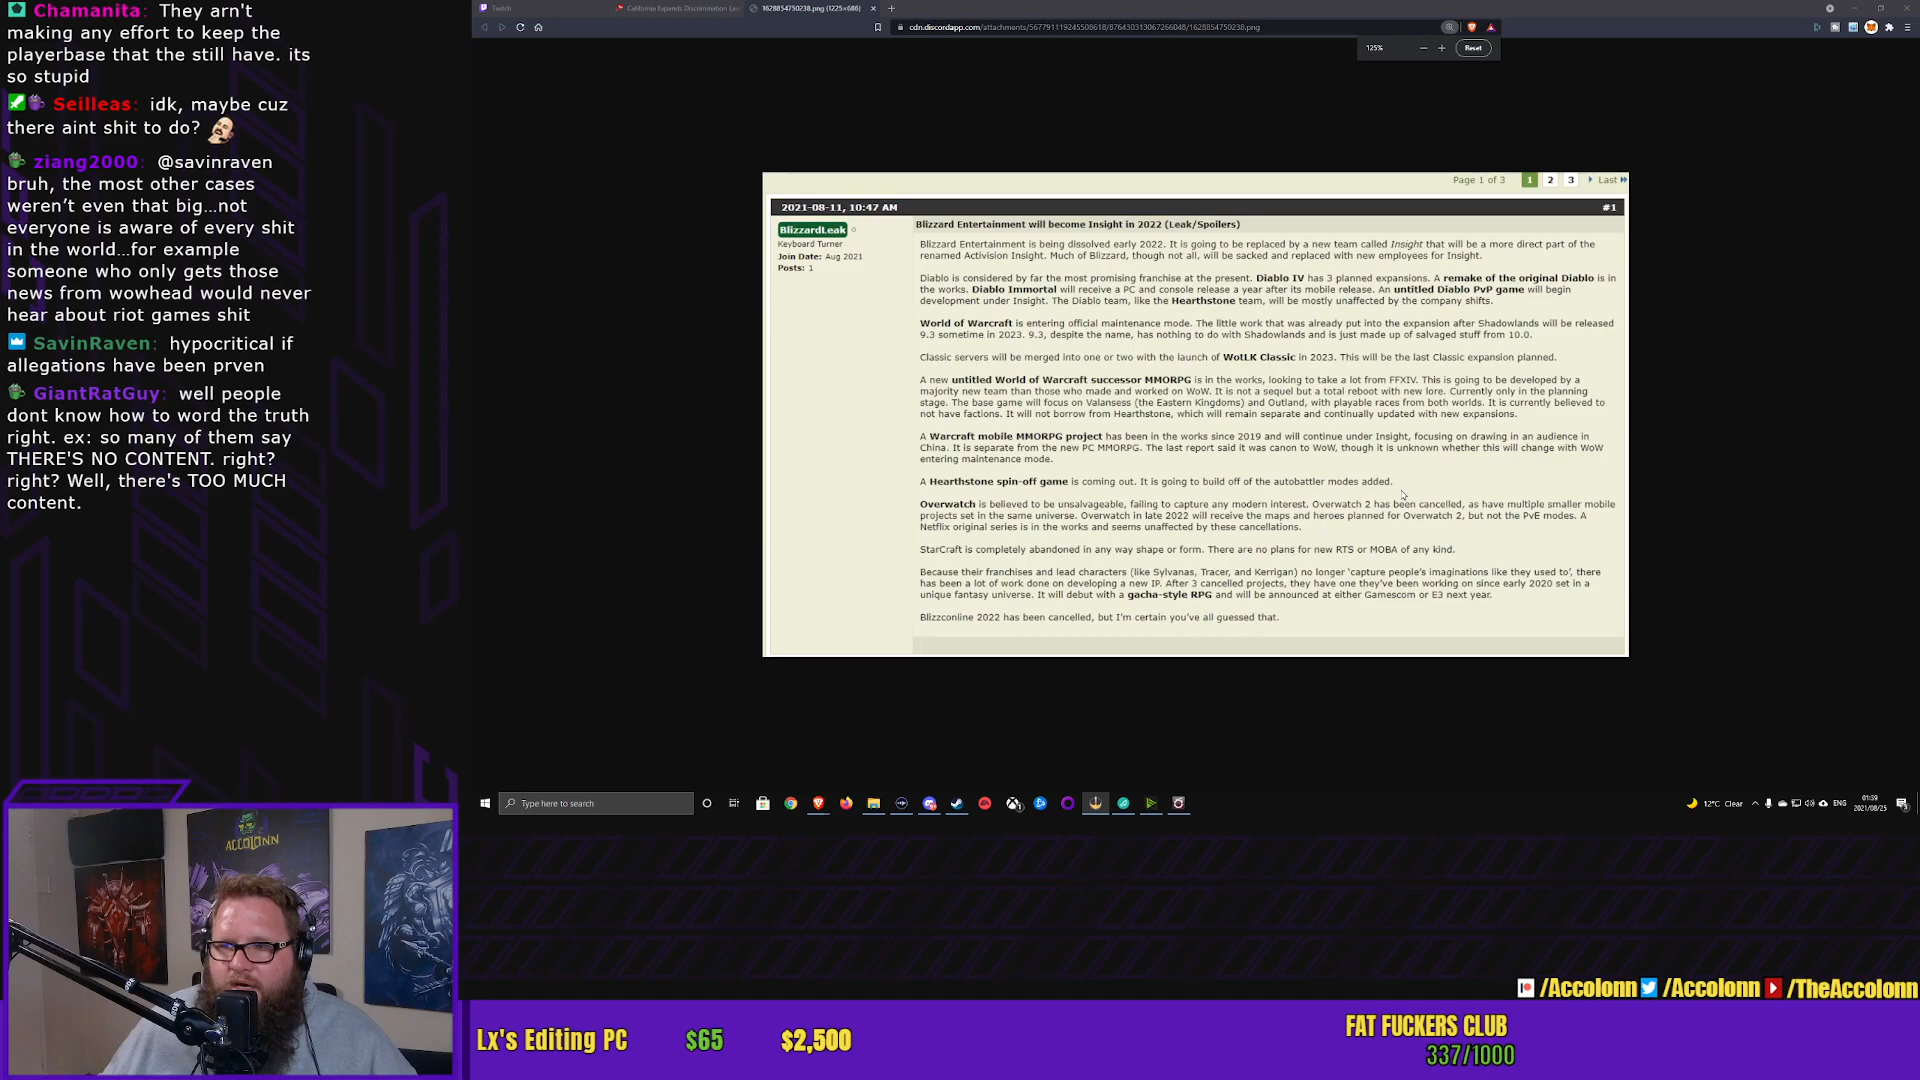 Chamanita: They arn't
making any effort to keep the
playerbase that the still have. its
so stupid
Seilleas: idk, maybe cuz
there aint shit to do?
ziang2000: @savinraven
bruh, the most other cases
weren't even that big...not
everyone is aware of every shit
in the world...for example
someone who only gets those
news from wowhead would never
hear about riot games shit
SavinRaven: hypocritical if
allegations have been prven
GiantRatGuy: well people
dont know how to word the truth
right. ex: so many of them say
THERE'S NO CONTENT. right?
right? Well, there's TOO MUCH
content.
Twitch
California Expands Discrimination La
1628854750238.png (1225×686)
cdn.discordapp.com/attachments/567791119245508618/876430313067266048/1628854750238.png
125%
Reset
Page 1 of 3 1 2 3 Last
2021-08-11, 10:47 AM #1
BlizzardLeak
Keyboard Turner
Join Date: Aug 2021
Posts: 1
Blizzard Entertainment will become Insight in 2022 (Leak/Spoilers)
Blizzard Entertainment is being dissolved early 2022. It is going to be replaced by a new team called Insight that will be a more direct part of the
renamed Activision Insight. Much of Blizzard, though not all, will be sacked and replaced with new employees for Insight.
Diablo is considered by far the most promising franchise at the present. Diablo IV has 3 planned expansions. A remake of the original Diablo is in
the works. Diablo Immortal will receive a PC and console release a year after its mobile release. An untitled Diablo PvP game will begin
development under Insight. The Diablo team, like the Hearthstone team, will be mostly unaffected by the company shifts.
World of Warcraft is entering official maintenance mode. The little work that was already put into the expansion after Shadowlands will be released
9.3 sometime in 2023. 9.3, despite the name, has nothing to do with Shadowlands and is just made up of salvaged stuff from 10.0.
Classic servers will be merged into one or two with the launch of WotLK Classic in 2023. This will be the last Classic expansion planned.
A new untitled World of Warcraft successor MMORPG is in the works, looking to take a lot from FFXIV. This is going to be developed by a
majority new team than those who made and worked on WoW. It is not a sequel but a total reboot with new lore. Currently only in the planning
stage. The base game will focus on Valansess (the Eastern Kingdoms) and Outland, with playable races from both worlds. It is currently believed to
not have factions. It will not borrow from Hearthstone, which will remain separate and continually updated with new expansions.
A Warcraft mobile MMORPG project has been in the works since 2019 and will continue under Insight, focusing on drawing in an audience in
China. It is separate from the new PC MMORPG. The last report said it was canon to WoW, though it is unknown whether this will change with WoW
entering maintenance mode.
A Hearthstone spin-off game is coming out. It is going to build off of the autobattler modes added.
Overwatch is believed to be unsalvageable, failing to capture any modern interest. Overwatch 2 has been cancelled, as have multiple smaller mobile
projects set in the same universe. Overwatch in late 2022 will receive the maps and heroes planned for Overwatch 2, but not the PvE modes. A
Netflix original series is in the works and seems unaffected by these cancellations.
StarCraft is completely abandoned in any way shape or form. There are no plans for new RTS or MOBA of any kind.
Because their franchises and lead characters (like Sylvanas, Tracer, and Kerrigan) no longer 'capture people's imaginations like they used to', there
has been a lot of work done on developing a new IP. After 3 cancelled projects, they have one they've been working on since early 2020 set in a
unique fantasy universe. It will debut with a gacha-style RPG and will be announced at either Gamescom or E3 next year.
Blizzconline 2022 has been cancelled, but I'm certain you've all guessed that.
Type here to search
12°C Clear
ENG
01:39
2021/08/25
ACCOLONN
RODE
/Accolonn /Accolonn /TheAccolonn
Lx's Editing PC $65 $2,500
FAT FUCKERS CLUB
337/1000